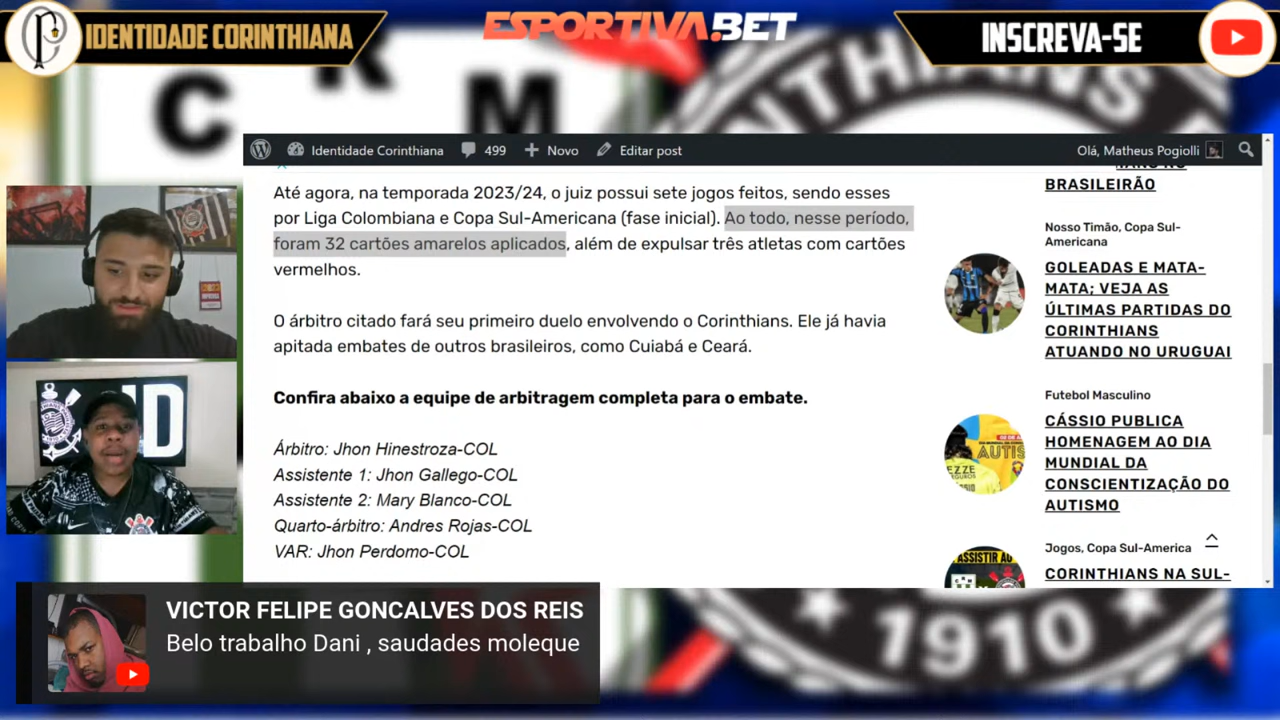 IDENTIDADE CORINTHIANA
ESPORTIVA.BET
INSCREVA-SE
C R M
CORINTHIANS
1910
ID
Identidade Corinthiana
499
Novo
Editar post
Olá, Matheus Pogiolli
Até agora, na temporada 2023/24, o juiz possui sete jogos feitos, sendo esses
por Liga Colombiana e Copa Sul-Americana (fase inicial). Ao todo, nesse período,
foram 32 cartões amarelos aplicados, além de expulsar três atletas com cartões
vermelhos.
O árbitro citado fará seu primeiro duelo envolvendo o Corinthians. Ele já havia
apitada embates de outros brasileiros, como Cuiabá e Ceará.
Confira abaixo a equipe de arbitragem completa para o embate.
Árbitro: Jhon Hinestroza-COL
Assistente 1: Jhon Gallego-COL
Assistente 2: Mary Blanco-COL
Quarto-árbitro: Andres Rojas-COL
VAR: Jhon Perdomo-COL
BRASILEIRÃO
Nosso Timão, Copa Sul-
Americana
GOLEADAS E MATA-
MATA; VEJA AS
ÚLTIMAS PARTIDAS DO
CORINTHIANS
ATUANDO NO URUGUAI
Futebol Masculino
CÁSSIO PUBLICA
HOMENAGEM AO DIA
MUNDIAL DA
CONSCIENTIZAÇÃO DO
AUTISMO
Jogos, Copa Sul-America
CORINTHIANS NA SUL-
ASSISTIR AO
VICTOR FELIPE GONCALVES DOS REIS
Belo trabalho Dani , saudades moleque